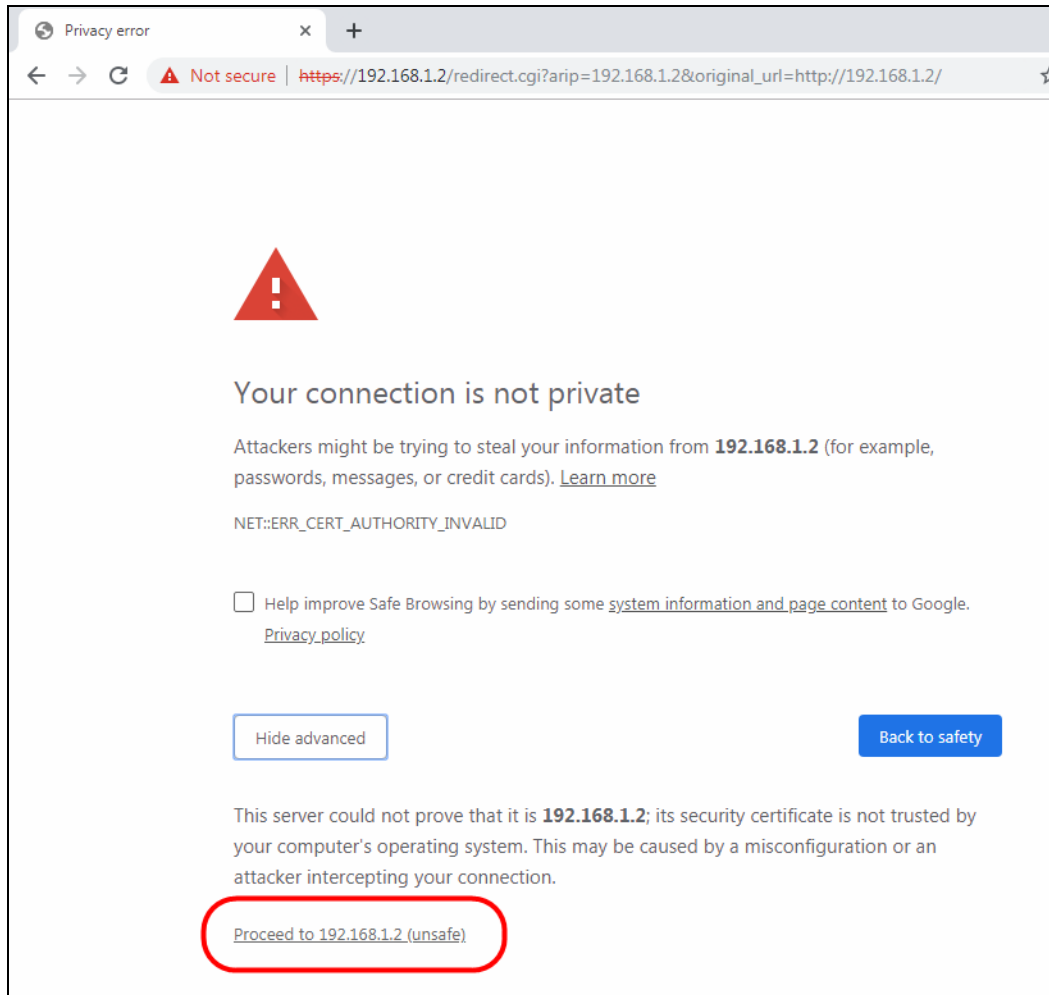 Privacy error
Not secure | https://192.168.1.2/redirect.cgi?arip=192.168.1.2&original_url=http://192.168.1.2/
Your connection is not private
Attackers might be trying to steal your information from 192.168.1.2 (for example,
passwords, messages, or credit cards). Learn more
NET::ERR_CERT_AUTHORITY_INVALID
Help improve Safe Browsing by sending some system information and page content to Google.
Privacy policy
Hide advanced
Back to safety
This server could not prove that it is 192.168.1.2; its security certificate is not trusted by
your computer's operating system. This may be caused by a misconfiguration or an
attacker intercepting your connection.
Proceed to 192.168.1.2 (unsafe)